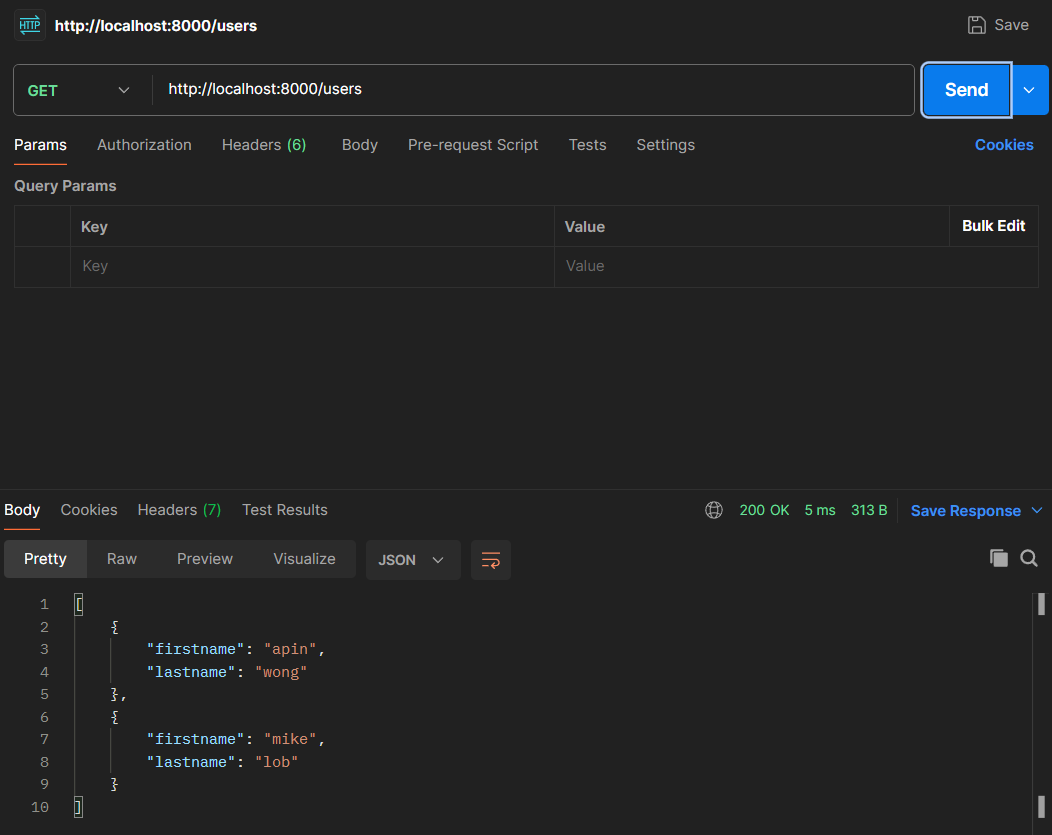 HTTP http://localhost:8000/users Save
GET http://localhost:8000/users Send
Params Authorization Headers (6) Body Pre-request Script Tests Settings Cookies
Query Params
Key Value Bulk Edit
Key Value
Body Cookies Headers (7) Test Results 200 OK 5 ms 313 B Save Response
Pretty Raw Preview Visualize JSON
1 [
2 {
3 "firstname": "apin",
4 "lastname": "wong"
5 },
6 {
7 "firstname": "mike",
8 "lastname": "lob"
9 }
10 ]